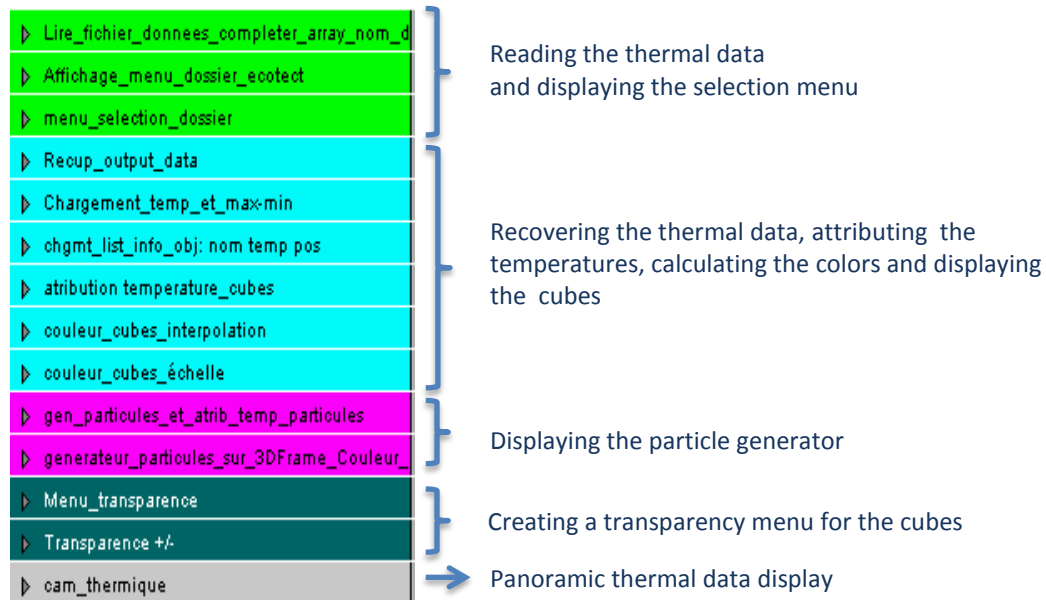 Lire_fichier_donnees_completer_array_nom_d
Affichage_menu_dossier_ecotect
menu_selection_dossier
Reading the thermal data
and displaying the selection menu
Recup_output_data
Chargement_temp_et_max-min
chgmt_list_info_obj: nom temp pos
atribution temperature_cubes
couleur_cubes_interpolation
couleur_cubes_échelle
Recovering the thermal data, attributing the
temperatures, calculating the colors and displaying
the cubes
gen_particules_et_atrib_temp_particules
generateur_particules_sur_3DFrame_Couleur_
Displaying the particle generator
Menu_transparence
Transparence +/-
Creating a transparency menu for the cubes
cam_thermique
Panoramic thermal data display